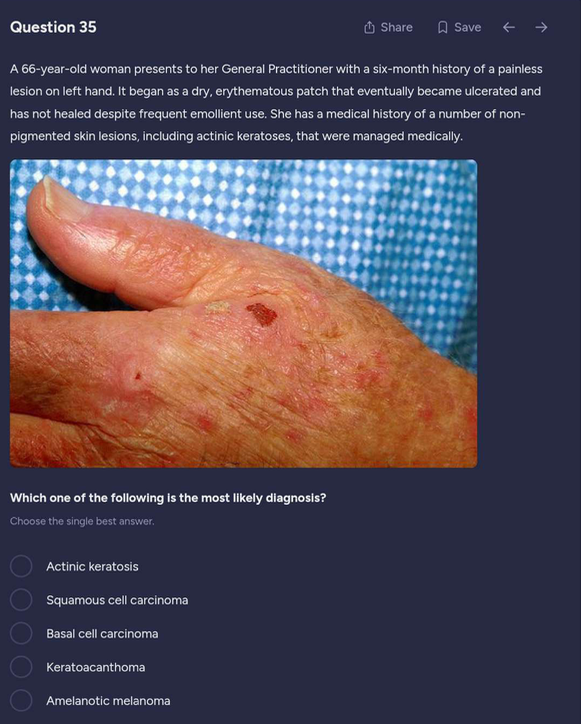 Question 35
Share
Save
A 66-year-old woman presents to her General Practitioner with a six-month history of a painless
lesion on left hand. It began as a dry, erythematous patch that eventually became ulcerated and
has not healed despite frequent emollient use. She has a medical history of a number of non-
pigmented skin lesions, including actinic keratoses, that were managed medically.
Which one of the following is the most likely diagnosis?
Choose the single best answer.
Actinic keratosis
Squamous cell carcinoma
Basal cell carcinoma
Keratoacanthoma
Amelanotic melanoma